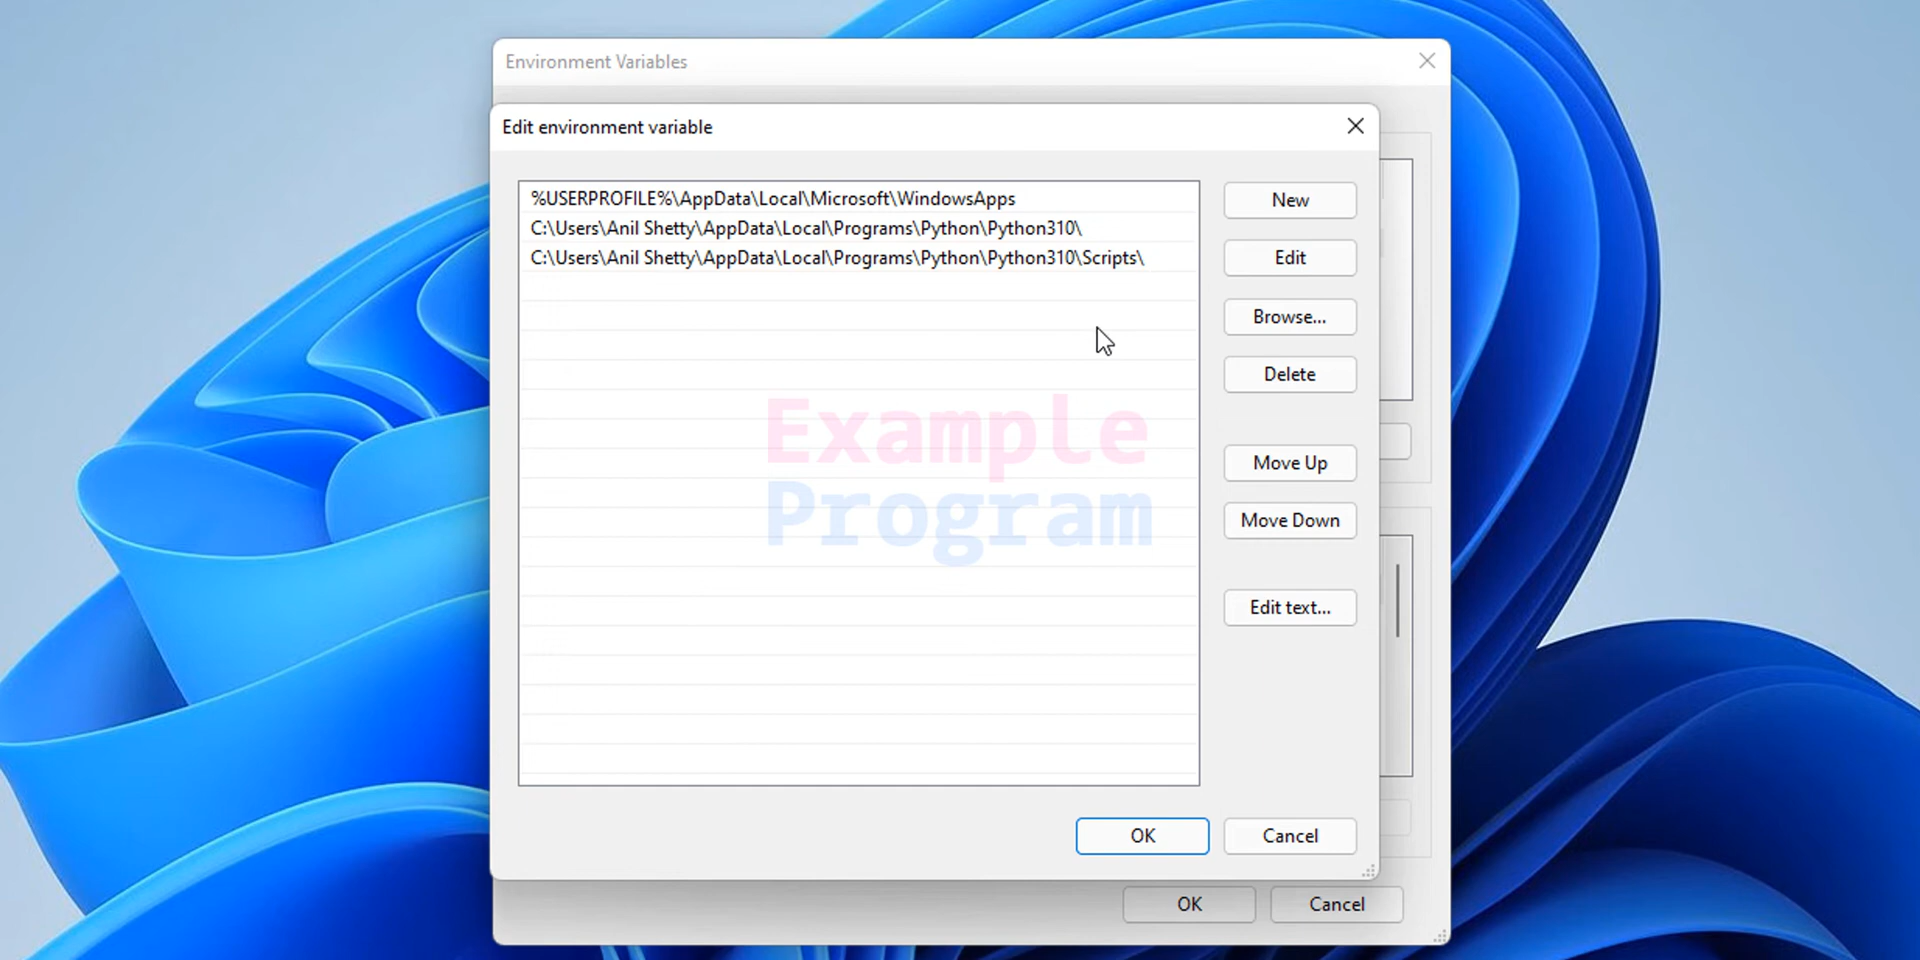 Environment Variables
Edit environment variable
%USERPROFILE%\AppData\Local\Microsoft\WindowsApps
C:\Users\Anil Shetty\AppData\Local\Programs\Python\Python310\
C:\Users\Anil Shetty\AppData\Local\Programs\Python\Python310\Scripts\
New
Edit
Browse...
Delete
Example
Program
Move Up
Move Down
Edit text...
OK
Cancel
OK
Cancel